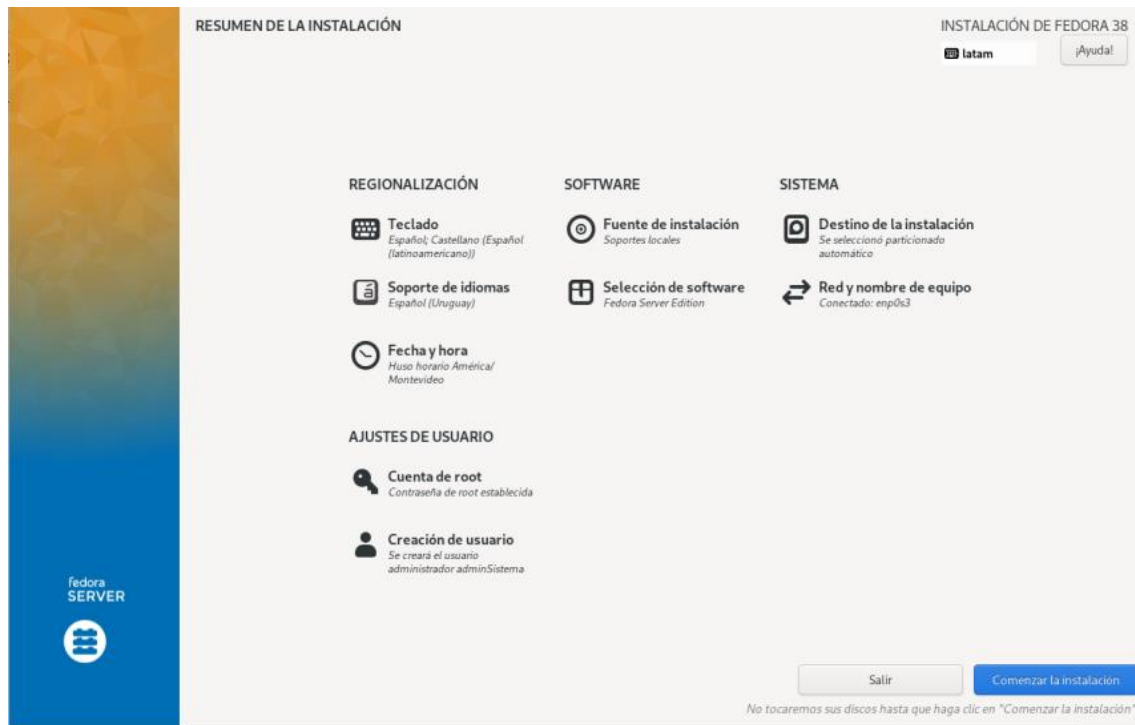 RESUMEN DE LA INSTALACIÓN
INSTALACIÓN DE FEDORA 38
latam
¡Ayuda!
REGIONALIZACIÓN
Teclado
Español; Castellano (Español
(latinoamericano))
Soporte de idiomas
Español (Uruguay)
Fecha y hora
Huso horario América/
Montevideo
SOFTWARE
Fuente de instalación
Soportes locales
Selección de software
Fedora Server Edition
SISTEMA
Destino de la instalación
Se seleccionó particionado
automático
Red y nombre de equipo
Conectado: enp0s3
AJUSTES DE USUARIO
Cuenta de root
Contraseña de root establecida
Creación de usuario
Se creará el usuario
administrador adminSistema
fedora
SERVER
Salir
Comenzar la instalación
No tocaremos sus discos hasta que haga clic en "Comenzar la instalación"